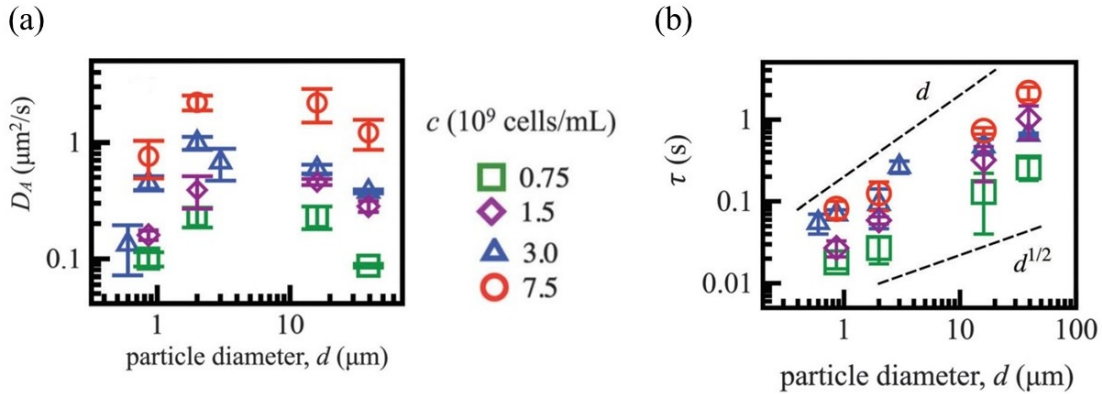 (a)
(b)
D_A (μm²/s)
1
0.1
1
10
particle diameter, d (μm)
c (10⁹ cells/mL)
0.75
1.5
3.0
7.5
τ (s)
1
0.1
0.01
d
d^{1/2}
1
10
100
particle diameter, d (μm)